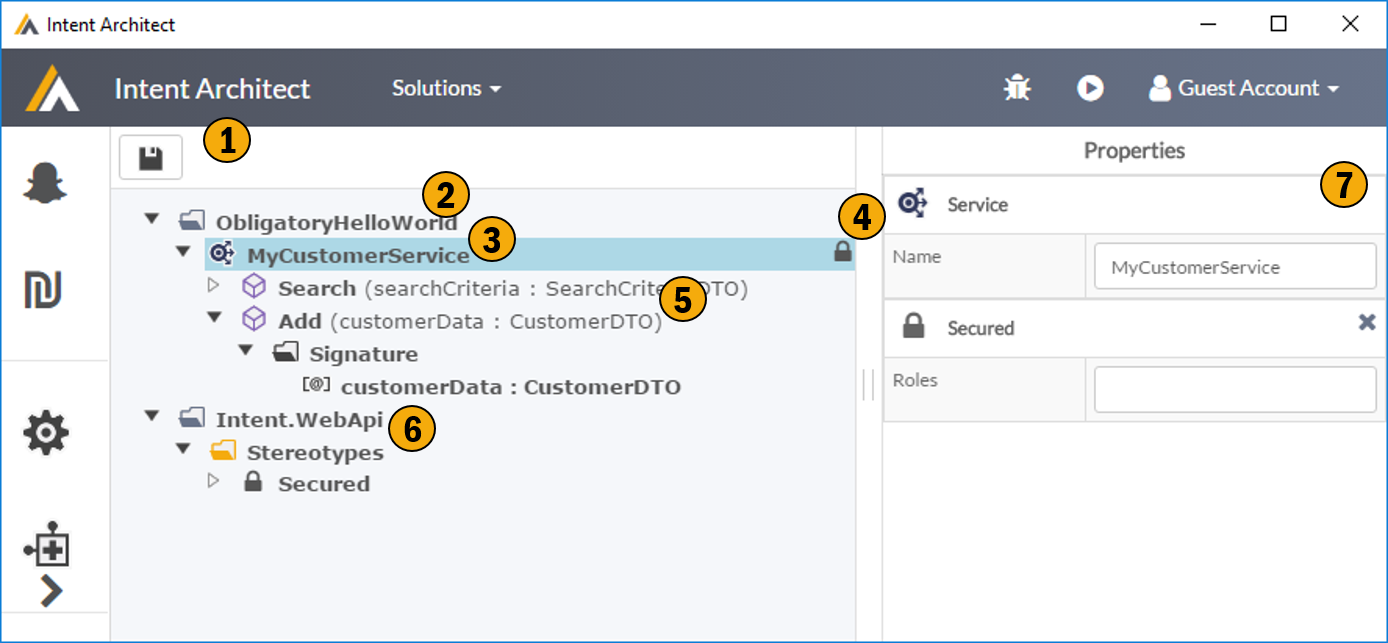 Intent Architect
Intent Architect Solutions Guest Account
1
Properties
2
7
Service
ObligatoryHelloWorld
3
4
MyCustomerService
Name MyCustomerService
Search (searchCriteria : SearchCrite DTO)
5
Add (customerData : CustomerDTO)
Secured
Signature
customerData : CustomerDTO
Roles
Intent.WebApi
6
Stereotypes
Secured